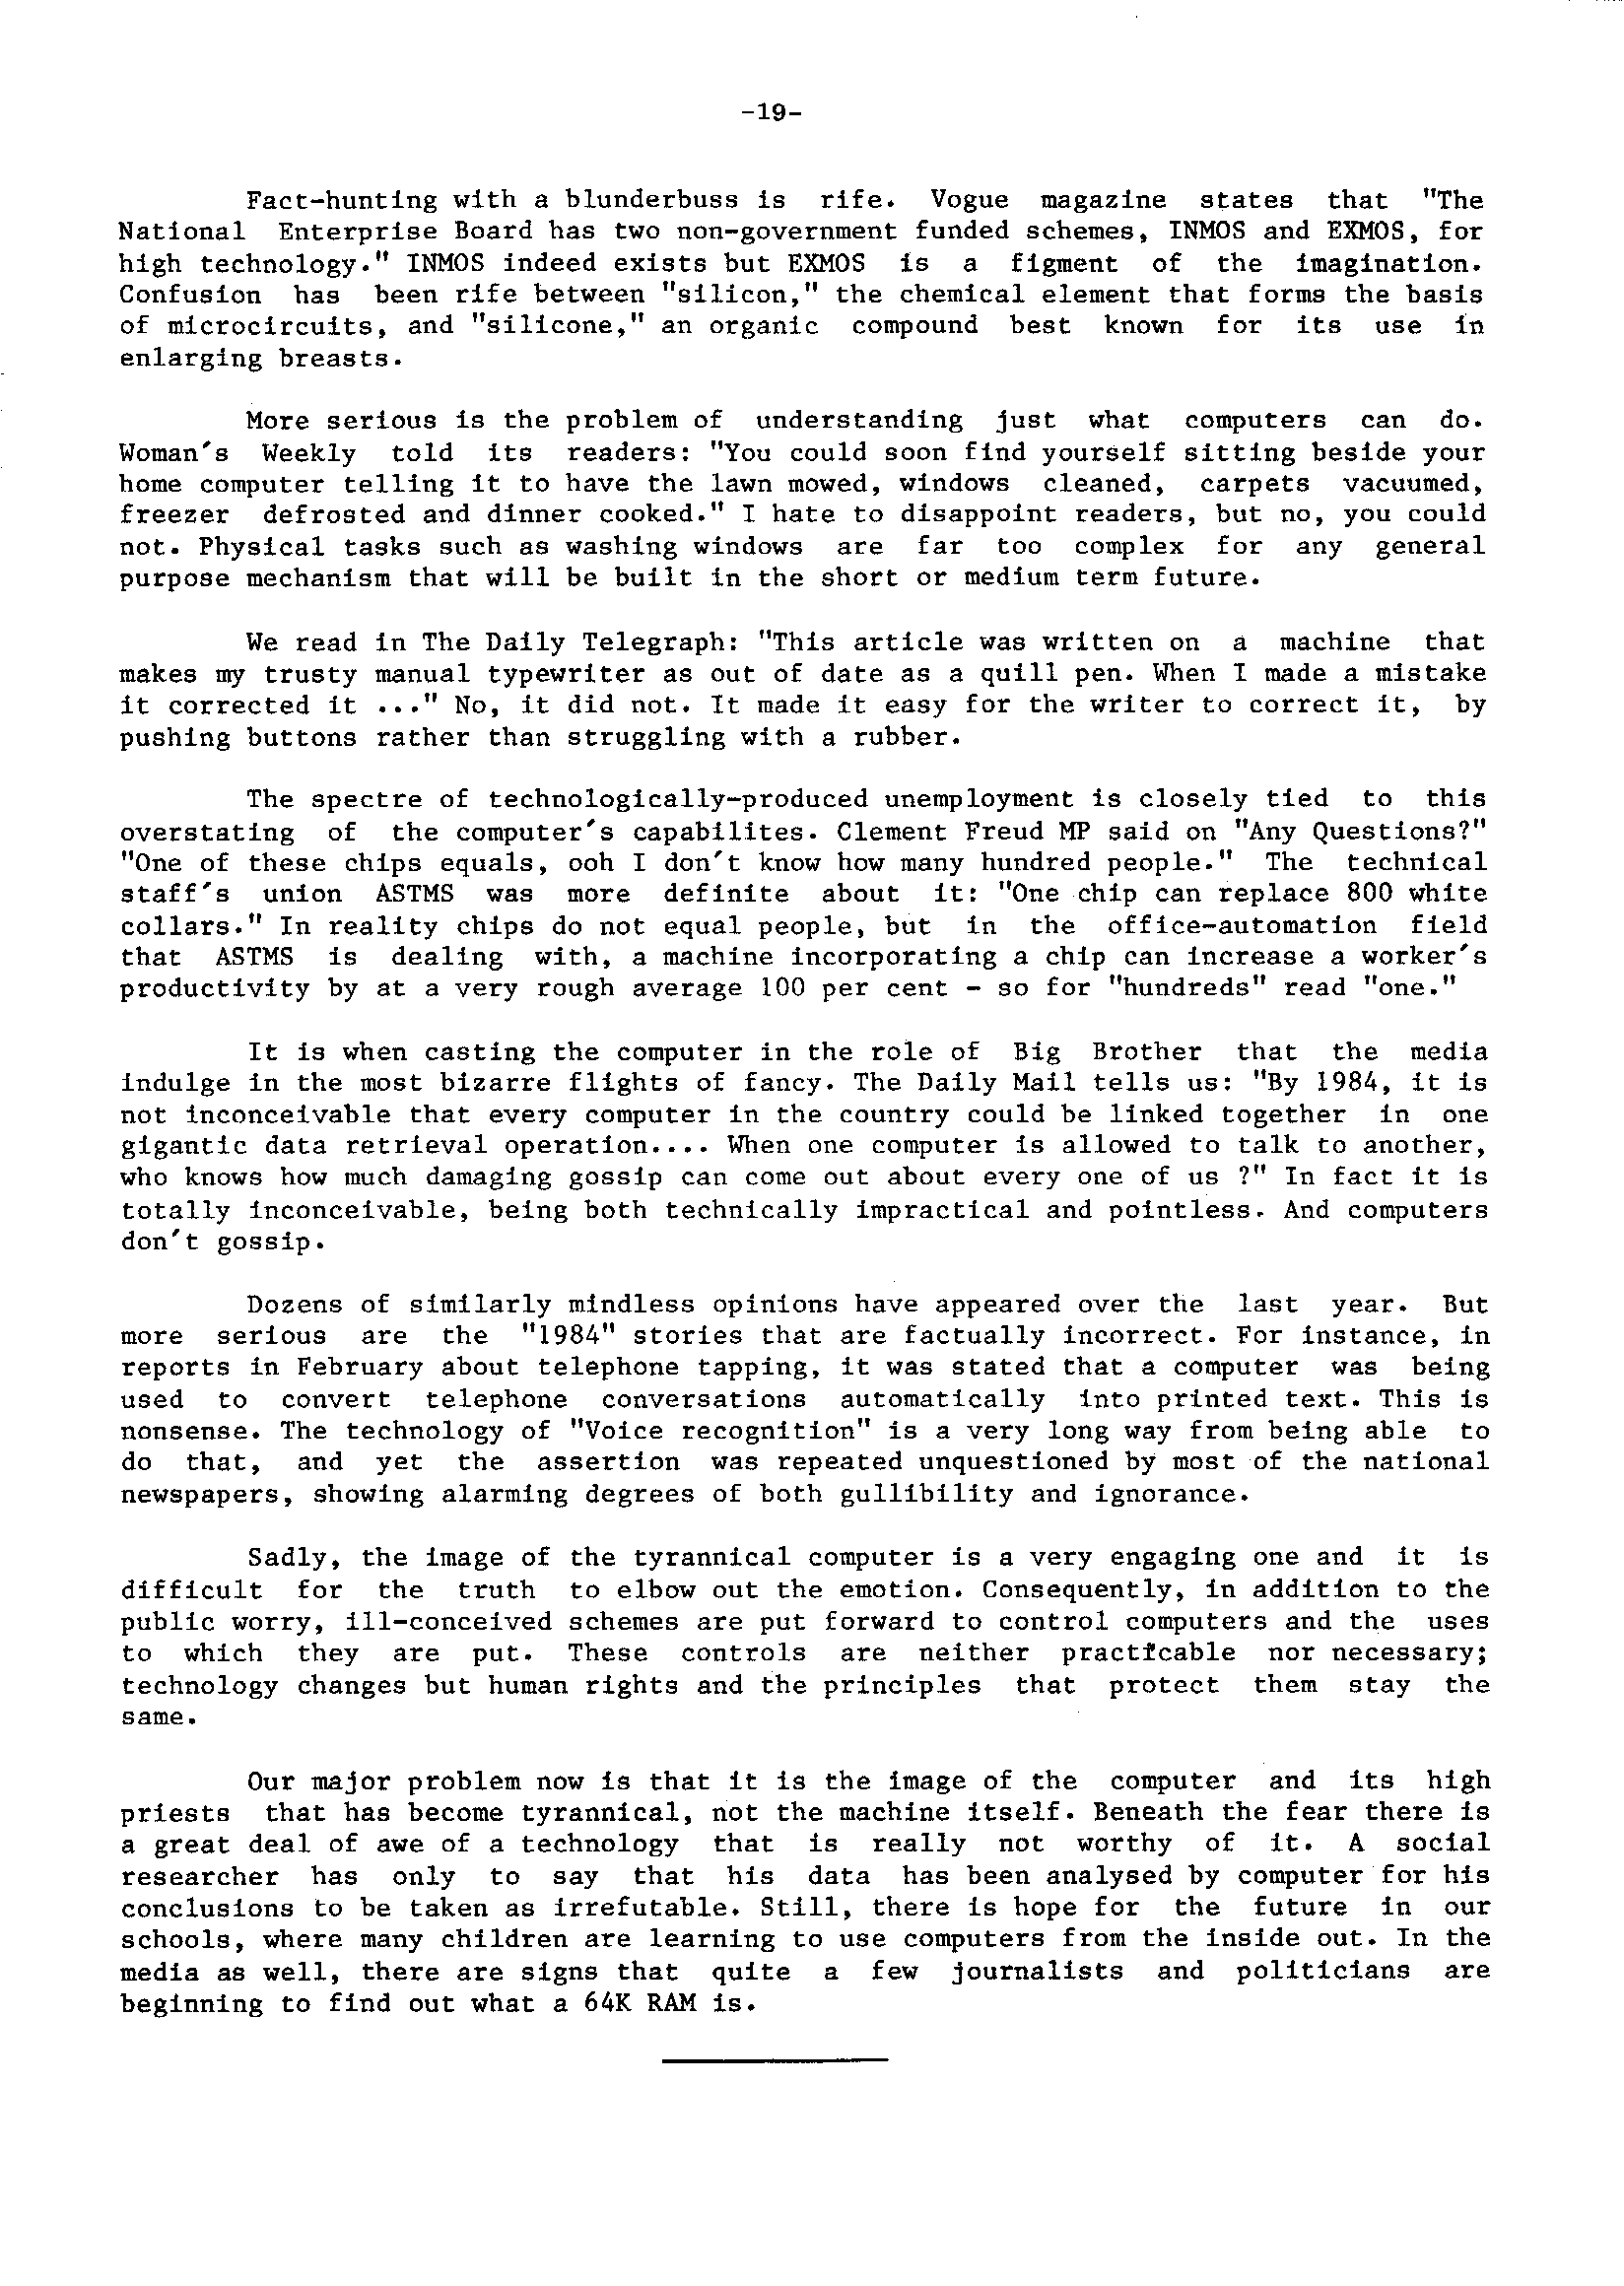 -19-
Fact-hunting with a blunderbuss is rife. Vogue magazine states that "The
National Enterprise Board has two non-government funded schemes, INMOS and EXMOS, for
high technology." INMOS indeed exists but EXMOS is a figment of the imagination.
Confusion has been rife between "silicon," the chemical element that forms the basis
of microcircuits, and "silicone," an organic compound best known for its use in
enlarging breasts.
More serious is the problem of understanding just what computers can do.
Woman's Weekly told its readers: "You could soon find yourself sitting beside your
home computer telling it to have the lawn mowed, windows cleaned, carpets vacuumed,
freezer defrosted and dinner cooked." I hate to disappoint readers, but no, you could
not. Physical tasks such as washing windows are far too complex for any general
purpose mechanism that will be built in the short or medium term future.
We read in The Daily Telegraph: "This article was written on a machine that
makes my trusty manual typewriter as out of date as a quill pen. When I made a mistake
it corrected it ..." No, it did not. It made it easy for the writer to correct it, by
pushing buttons rather than struggling with a rubber.
The spectre of technologically-produced unemployment is closely tied to this
overstating of the computer's capabilites. Clement Freud MP said on "Any Questions?"
"One of these chips equals, ooh I don't know how many hundred people." The technical
staff's union ASTMS was more definite about it: "One chip can replace 800 white
collars." In reality chips do not equal people, but in the office-automation field
that ASTMS is dealing with, a machine incorporating a chip can increase a worker's
productivity by at a very rough average 100 per cent - so for "hundreds" read "one."
It is when casting the computer in the role of Big Brother that the media
indulge in the most bizarre flights of fancy. The Daily Mail tells us: "By 1984, it is
not inconceivable that every computer in the country could be linked together in one
gigantic data retrieval operation.... When one computer is allowed to talk to another,
who knows how much damaging gossip can come out about every one of us ?" In fact it is
totally inconceivable, being both technically impractical and pointless. And computers
don't gossip.
Dozens of similarly mindless opinions have appeared over the last year. But
more serious are the "1984" stories that are factually incorrect. For instance, in
reports in February about telephone tapping, it was stated that a computer was being
used to convert telephone conversations automatically into printed text. This is
nonsense. The technology of "Voice recognition" is a very long way from being able to
do that, and yet the assertion was repeated unquestioned by most of the national
newspapers, showing alarming degrees of both gullibility and ignorance.
Sadly, the image of the tyrannical computer is a very engaging one and it is
difficult for the truth to elbow out the emotion. Consequently, in addition to the
public worry, ill-conceived schemes are put forward to control computers and the uses
to which they are put. These controls are neither practicable nor necessary;
technology changes but human rights and the principles that protect them stay the
same.
Our major problem now is that it is the image of the computer and its high
priests that has become tyrannical, not the machine itself. Beneath the fear there is
a great deal of awe of a technology that is really not worthy of it. A social
researcher has only to say that his data has been analysed by computer for his
conclusions to be taken as irrefutable. Still, there is hope for the future in our
schools, where many children are learning to use computers from the inside out. In the
media as well, there are signs that quite a few journalists and politicians are
beginning to find out what a 64K RAM is.